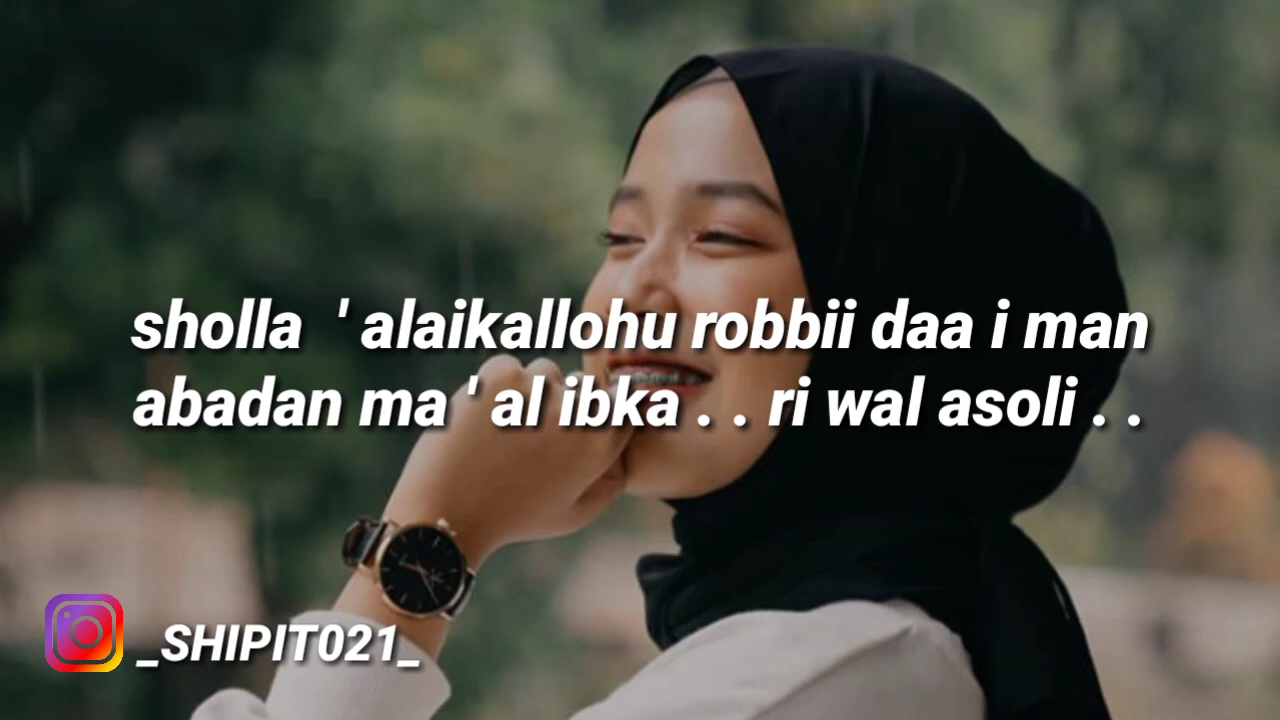 sholla ' alaikallohu robbii daa i man
abadan ma ' al ibka . . ri wal asoli . .
_SHIPIT021_